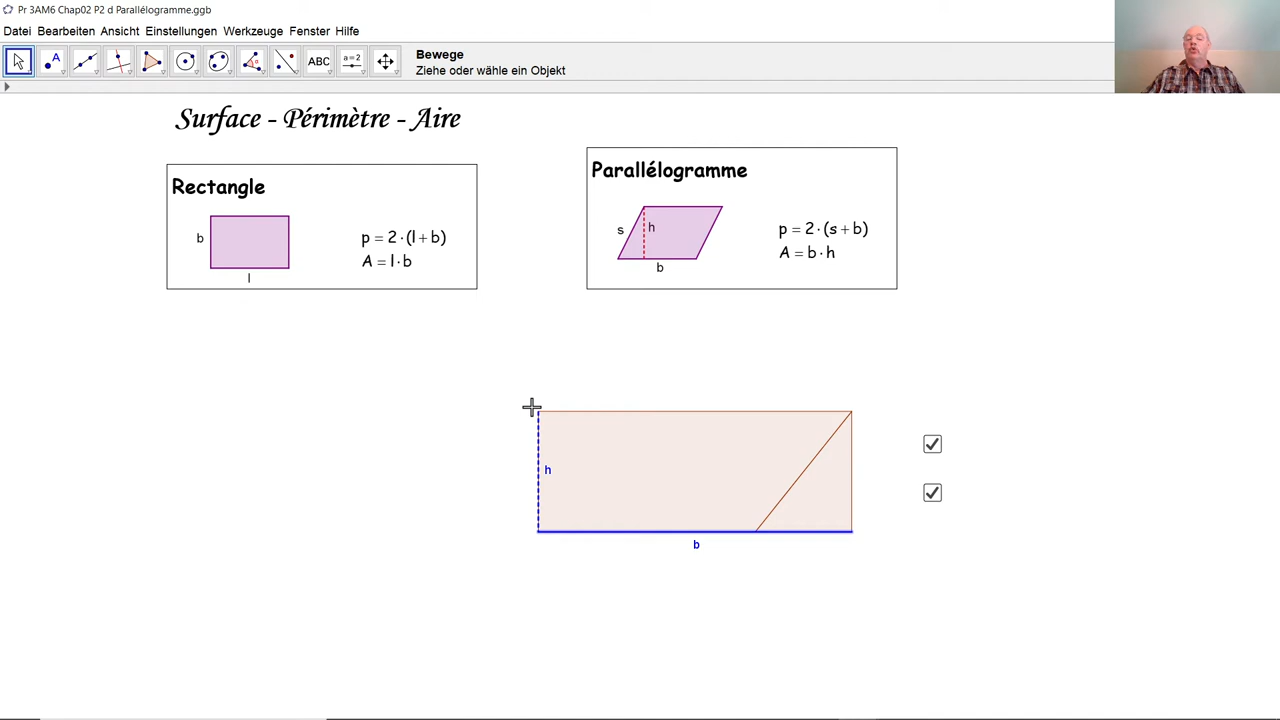 Pr 3AM6 Chap02 P2 d Parallélogramme.ggb
Datei Bearbeiten Ansicht Einstellungen Werkzeuge Fenster Hilfe
A
ABC
a=2
Bewege
Ziehe oder wähle ein Objekt
Surface - Périmètre - Aire
Rectangle
b
l
p = 2·(l+b)
A = l·b
Parallélogramme
s
h
b
p = 2·(s+b)
A = b·h
h
b